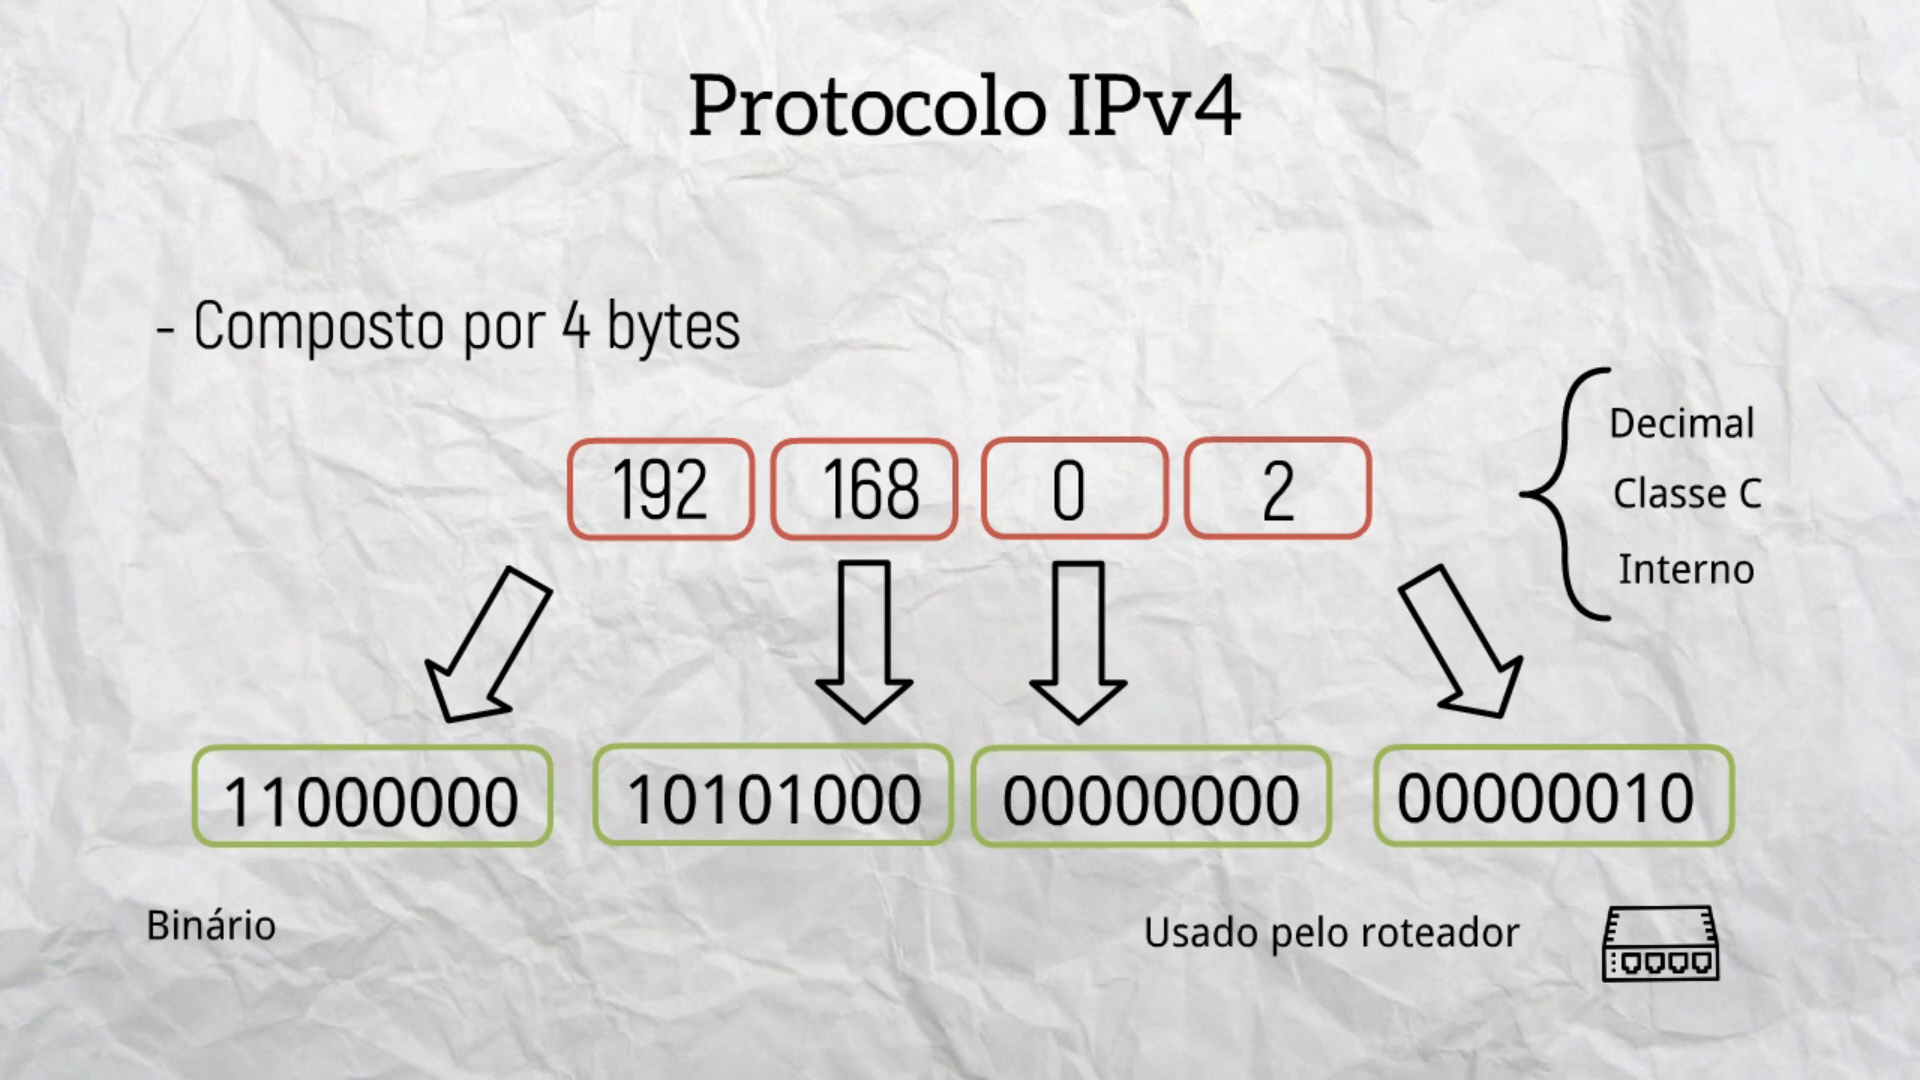 Protocolo IPv4
- Composto por 4 bytes
192 168 0 2
Decimal
Classe C
Interno
11000000 10101000 00000000 00000010
Binário
Usado pelo roteador